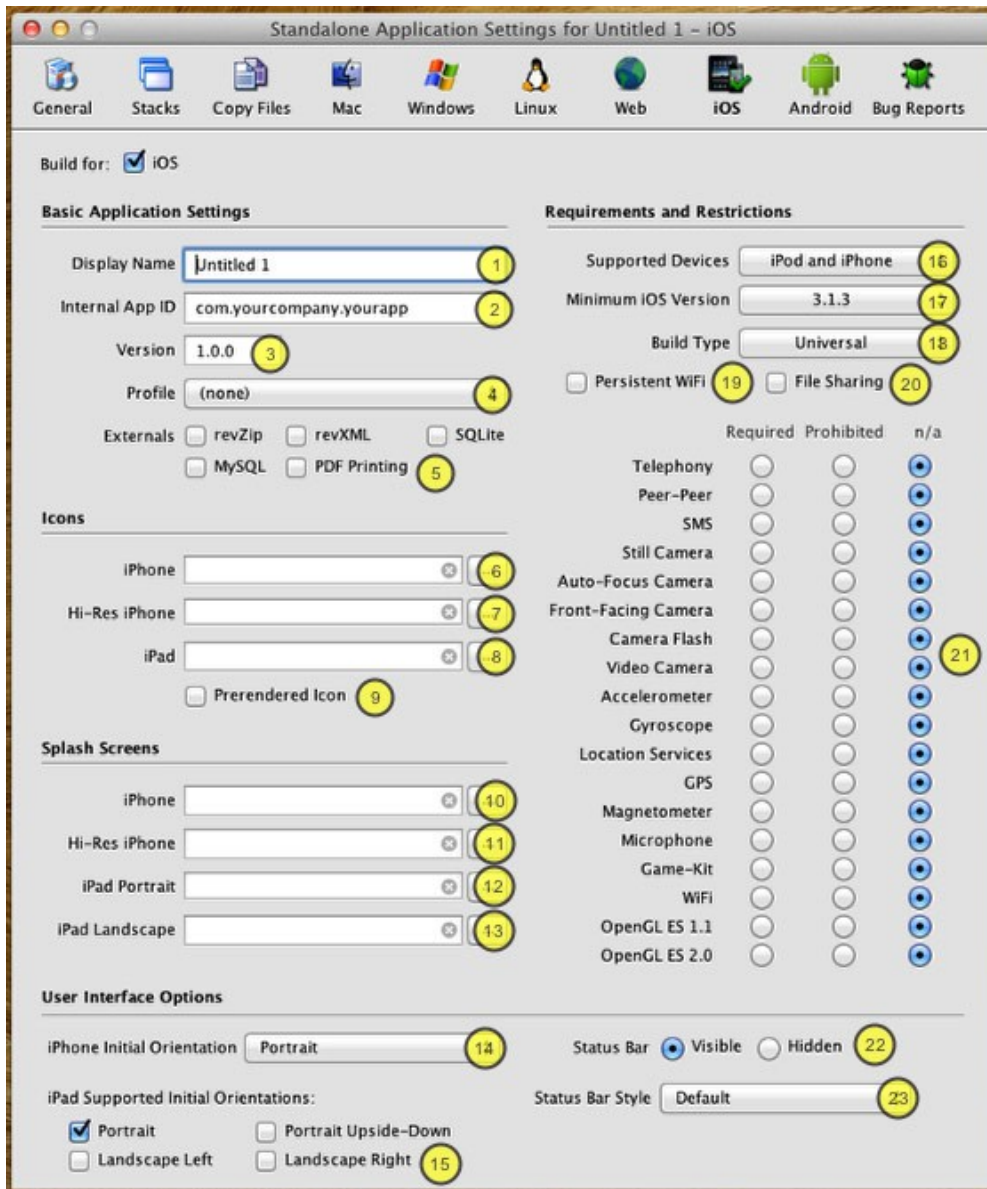 Standalone Application Settings for Untitled 1 - iOS
General Stacks Copy Files Mac Windows Linux Web iOS Android Bug Reports
Build for: iOS
Basic Application Settings
Display Name Untitled 1 1
Internal App ID com.yourcompany.yourapp 2
Version 1.0.0 3
Profile (none) 4
Externals revZip revXML SQLite
MySQL PDF Printing 5
Icons
iPhone 6
Hi-Res iPhone 7
iPad 8
Prerendered Icon 9
Splash Screens
iPhone 10
Hi-Res iPhone 11
iPad Portrait 12
iPad Landscape 13
Requirements and Restrictions
Supported Devices iPod and iPhone 16
Minimum iOS Version 3.1.3 17
Build Type Universal 18
Persistent WiFi 19 File Sharing 20
Required Prohibited n/a
Telephony
Peer-Peer
SMS
Still Camera
Auto-Focus Camera
Front-Facing Camera
Camera Flash
21
Video Camera
Accelerometer
Gyroscope
Location Services
GPS
Magnetometer
Microphone
Game-Kit
WiFi
OpenGL ES 1.1
OpenGL ES 2.0
User Interface Options
iPhone Initial Orientation Portrait 14
iPad Supported Initial Orientations:
Portrait Portrait Upside-Down
Landscape Left Landscape Right 15
Status Bar Visible Hidden 22
Status Bar Style Default 23